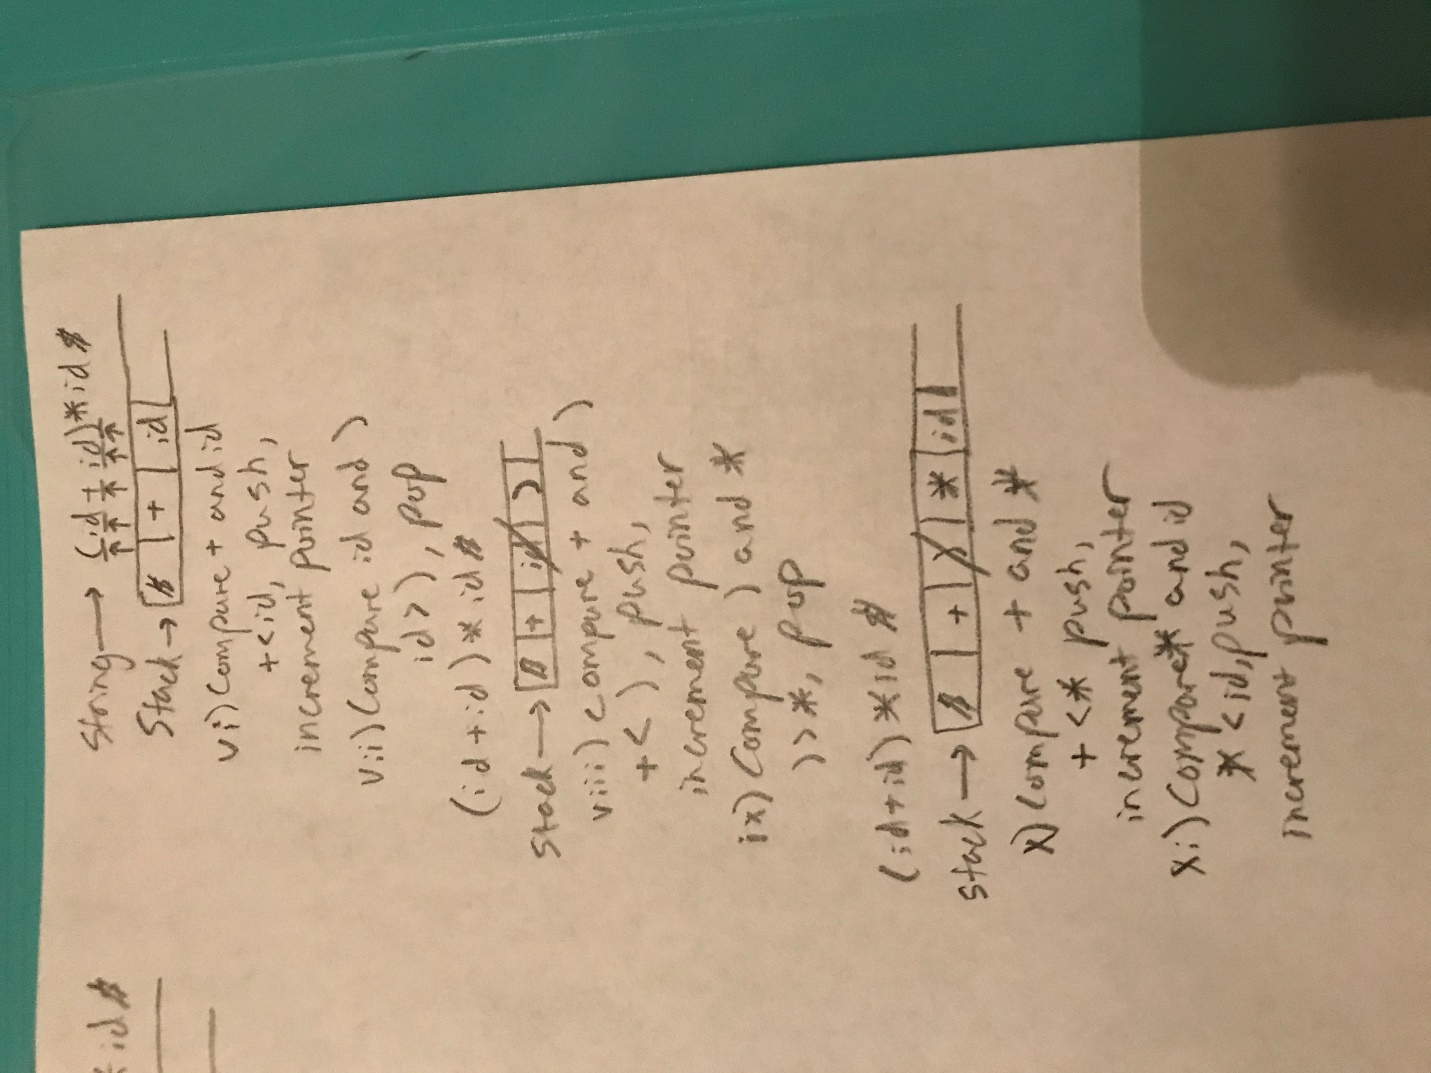 String → (id+id)*id#
Stack → # | + | id
vi) Compare + and id
+<id, push,
increment pointer
vii) Compare id and )
id>), pop
(id+id)*id#
Stack → # | + | id | )
viii) compare + and )
+<), push,
increment pointer
ix) Compare ) and *
)>*, pop
(id+id)*id#
stack → # | + | ) | * | id
x) Compare + and *
+<* push,
increment pointer
xi) Compare * and id
*<id, push,
increment pointer
* id#